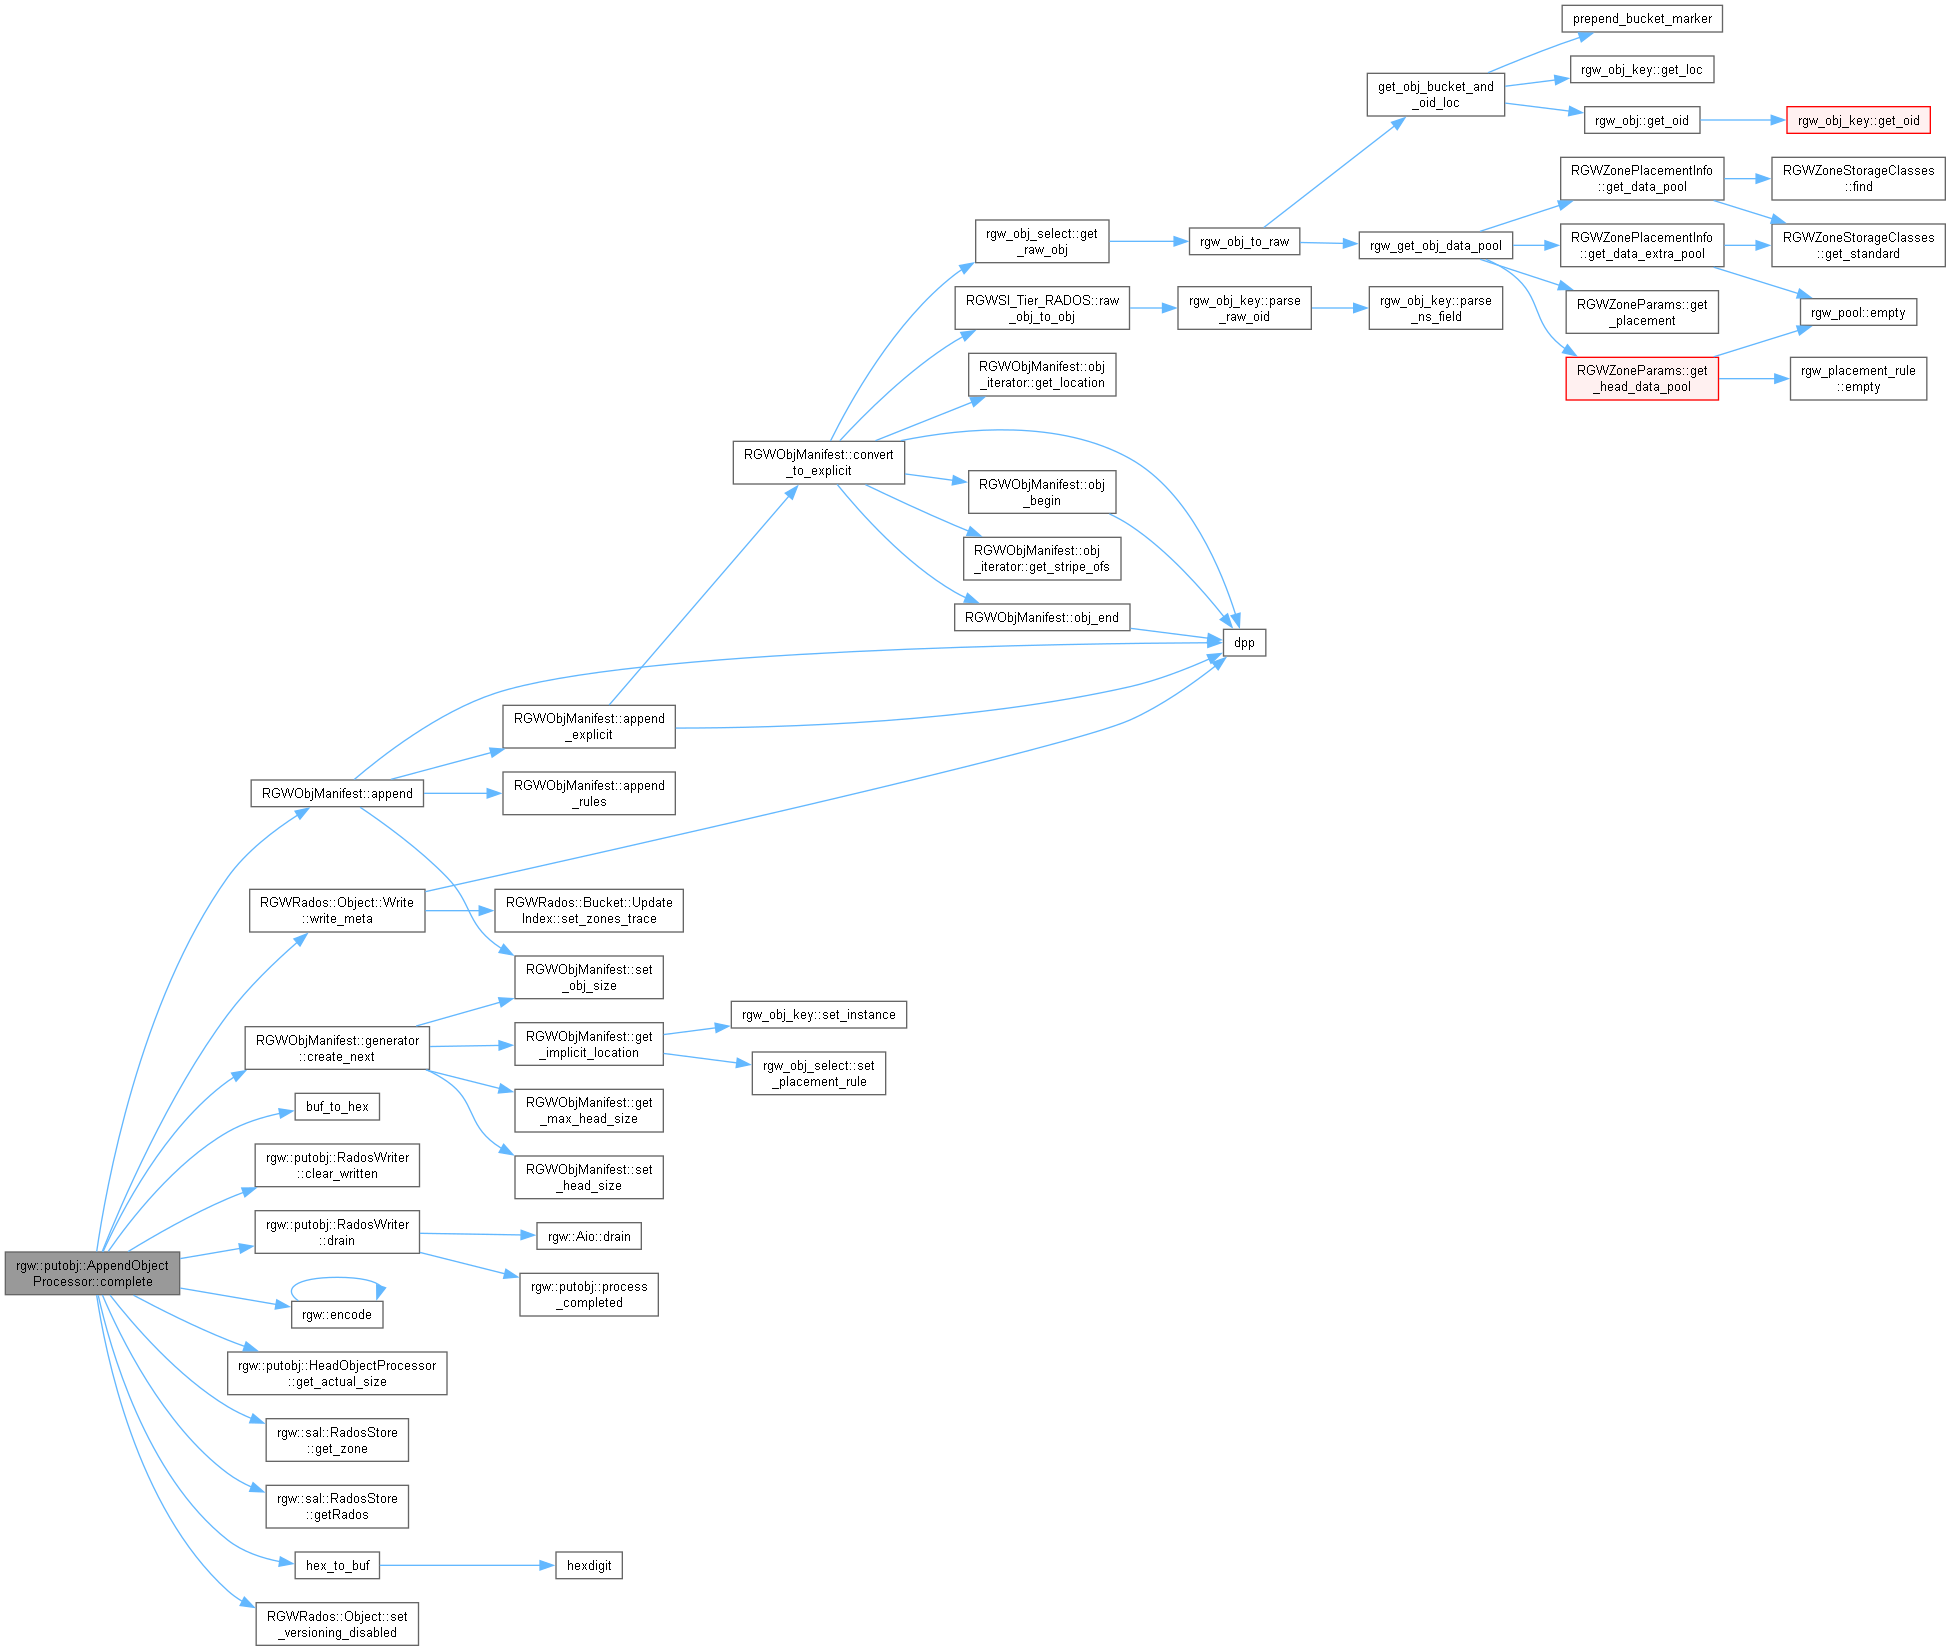 prepend_bucket_marker
rgw_obj_key::get_loc
get_obj_bucket_and
_oid_loc
rgw_obj::get_oid
rgw_obj_key::get_oid
RGWZonePlacementInfo
::get_data_pool
RGWZoneStorageClasses
::find
rgw_obj_select::get
_raw_obj
rgw_obj_to_raw
rgw_get_obj_data_pool
RGWZonePlacementInfo
::get_data_extra_pool
RGWZoneStorageClasses
::get_standard
RGWSI_Tier_RADOS::raw
_obj_to_obj
rgw_obj_key::parse
_raw_oid
rgw_obj_key::parse
_ns_field
RGWZoneParams::get
_placement
rgw_pool::empty
RGWObjManifest::obj
_iterator::get_location
RGWZoneParams::get
_head_data_pool
rgw_placement_rule
::empty
RGWObjManifest::convert
_to_explicit
RGWObjManifest::obj
_begin
RGWObjManifest::obj
_iterator::get_stripe_ofs
RGWObjManifest::obj_end
dpp
RGWObjManifest::append
_explicit
RGWObjManifest::append
RGWObjManifest::append
_rules
RGWRados::Object::Write
::write_meta
RGWRados::Bucket::Update
Index::set_zones_trace
RGWObjManifest::set
_obj_size
RGWObjManifest::generator
::create_next
RGWObjManifest::get
_implicit_location
rgw_obj_key::set_instance
rgw_obj_select::set
_placement_rule
buf_to_hex
RGWObjManifest::get
_max_head_size
rgw::putobj::RadosWriter
::clear_written
RGWObjManifest::set
_head_size
rgw::putobj::RadosWriter
::drain
rgw::Aio::drain
rgw::putobj::AppendObject
Processor::complete
rgw::putobj::process
_completed
rgw::encode
rgw::putobj::HeadObjectProcessor
::get_actual_size
rgw::sal::RadosStore
::get_zone
rgw::sal::RadosStore
::getRados
hex_to_buf
hexdigit
RGWRados::Object::set
_versioning_disabled